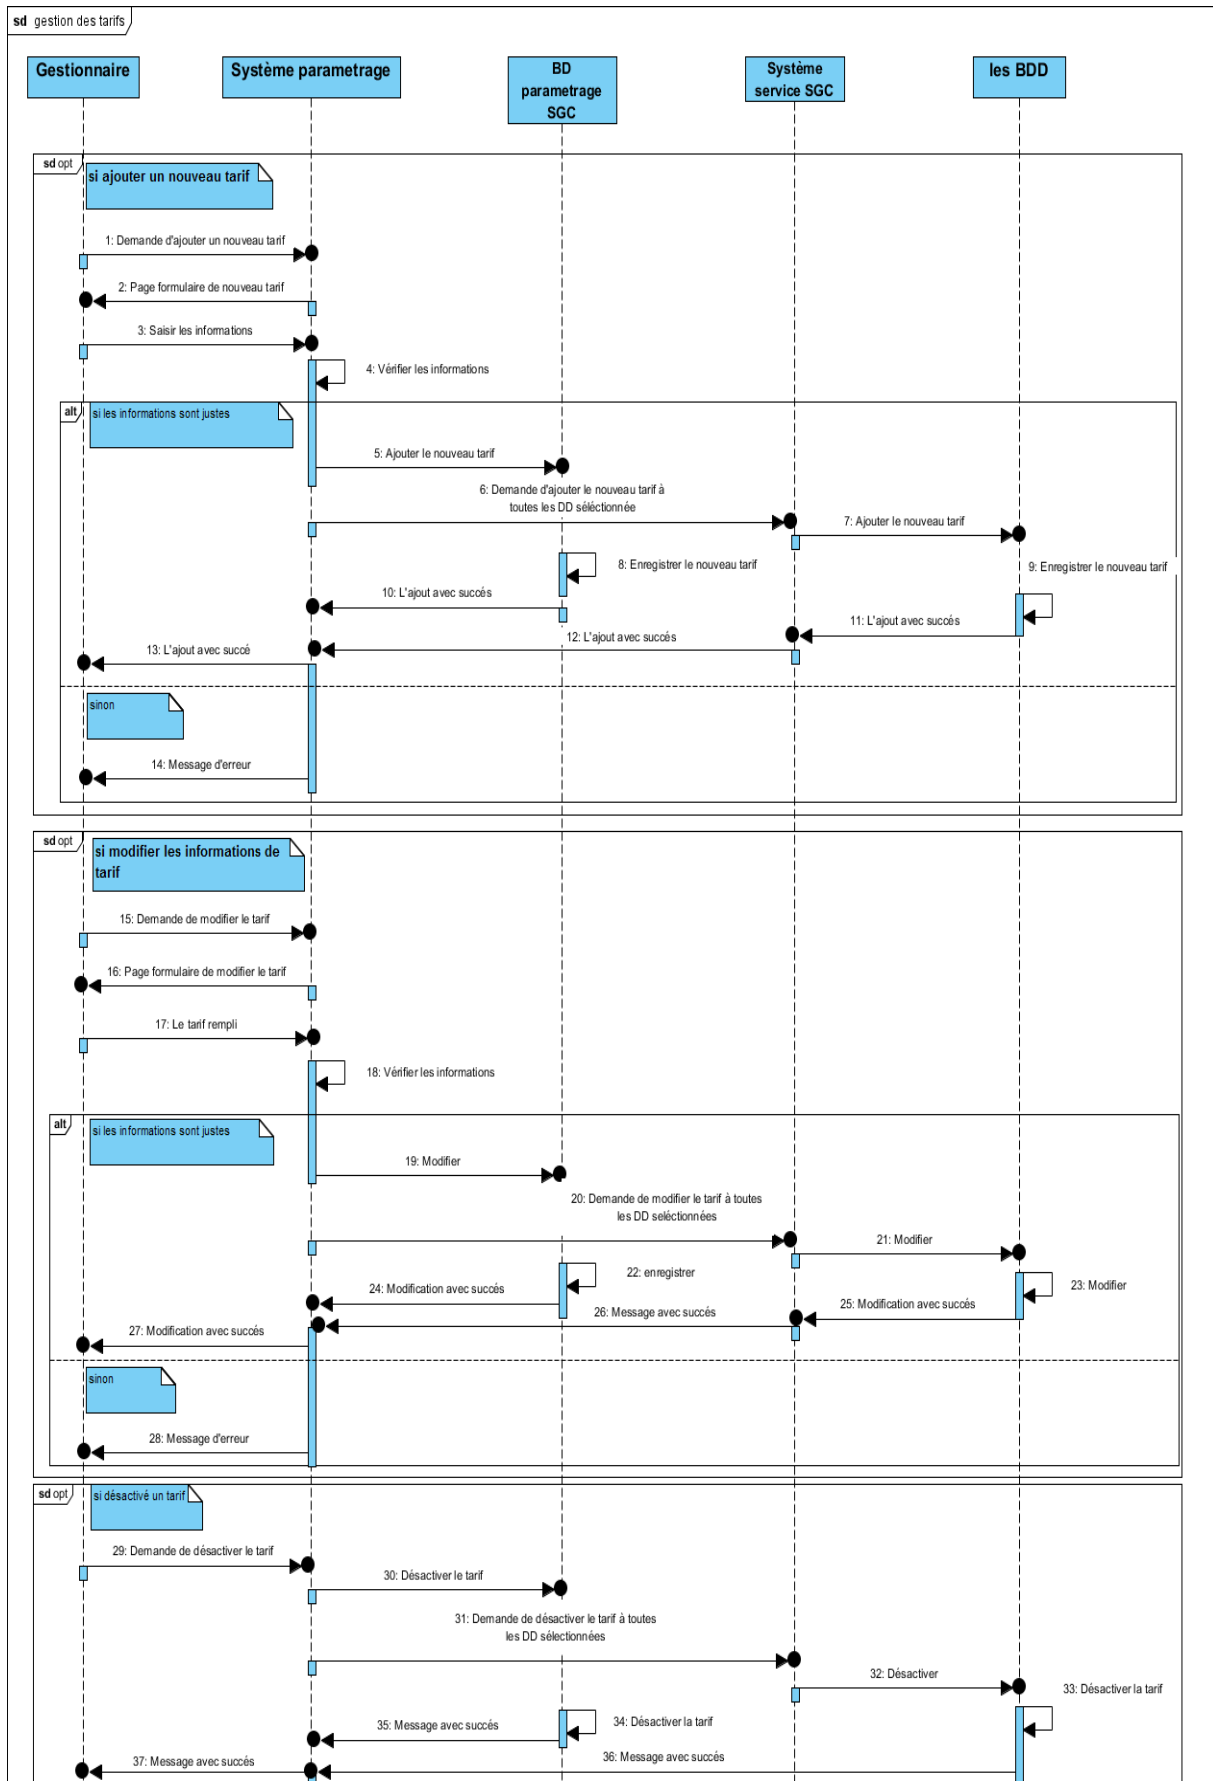 sd gestion des tarifs
Gestionnaire
Système parametrage
BD
parametrage
SGC
Système
service SGC
les BDD
sd opt
si ajouter un nouveau tarif
1: Demande d'ajouter un nouveau tarif
2: Page formulaire de nouveau tarif
3: Saisir les informations
4: Vérifier les informations
alt
si les informations sont justes
5: Ajouter le nouveau tarif
6: Demande d'ajouter le nouveau tarif à
toutes les DD séléctionnée
7: Ajouter le nouveau tarif
8: Enregistrer le nouveau tarif
9: Enregistrer le nouveau tarif
10: L'ajout avec succés
11: L'ajout avec succés
12: L'ajout avec succés
13: L'ajout avec succé
sinon
14: Message d'erreur
sd opt
si modifier les informations de
tarif
15: Demande de modifier le tarif
16: Page formulaire de modifier le tarif
17: Le tarif rempli
18: Vérifier les informations
alt
si les informations sont justes
19: Modifier
20: Demande de modifier le tarif à toutes
les DD seléctionnées
21: Modifier
22: enregistrer
23: Modifier
24: Modification avec succés
25: Modification avec succés
26: Message avec succés
27: Modification avec succés
sinon
28: Message d'erreur
sd opt
si désactivé un tarif
29: Demande de désactiver le tarif
30: Désactiver le tarif
31: Demande de désactiver le tarif à toutes
les DD sélectionnées
32: Désactiver
33: Désactiver la tarif
34: Désactiver la tarif
35: Message avec succés
36: Message avec succés
37: Message avec succés